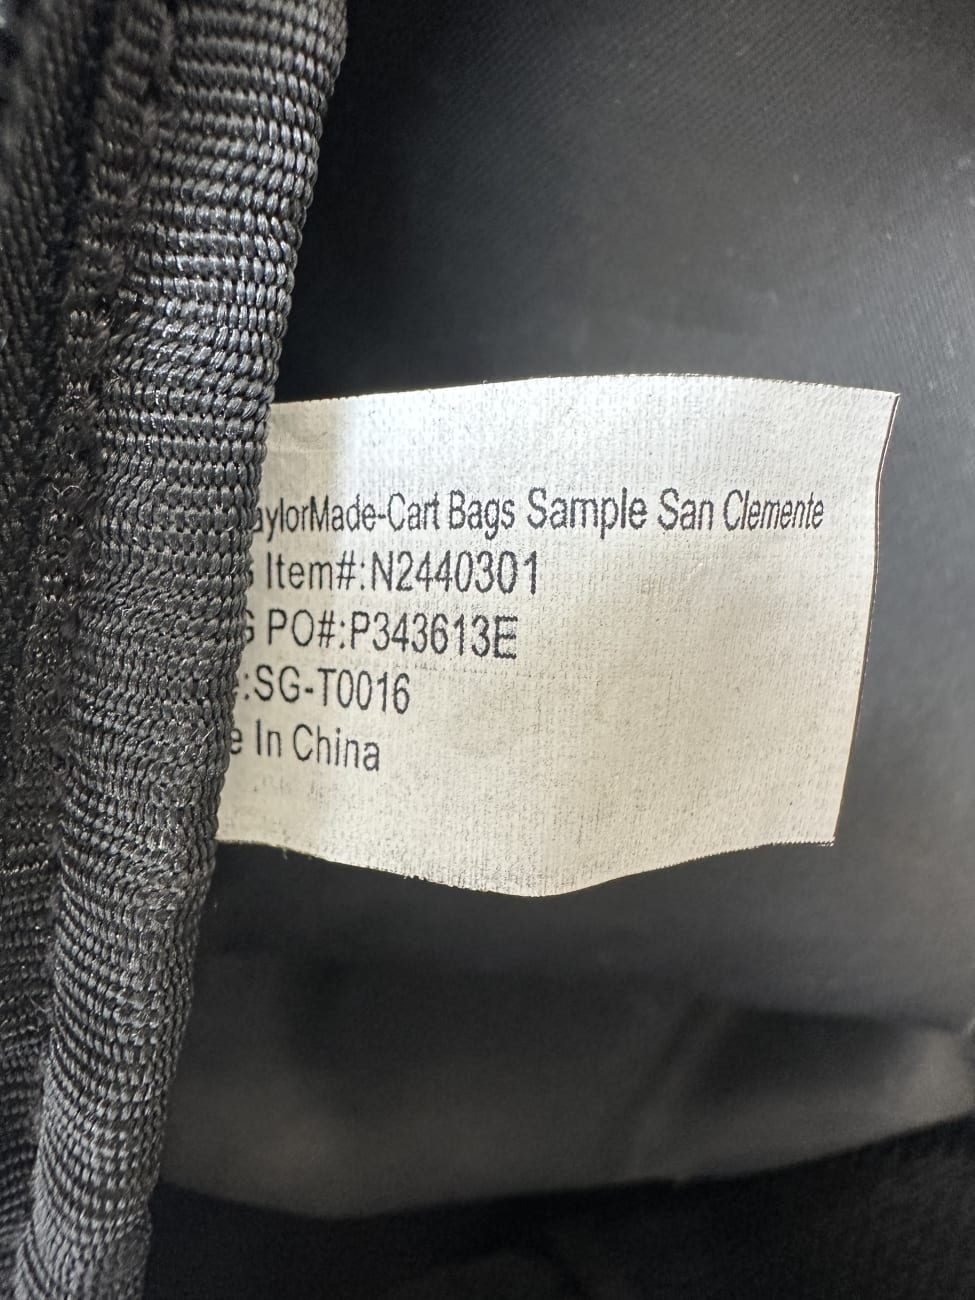 aylorMade-Cart Bags Sample San Clemente
Item#:N2440301
G PO#:P343613E
:SG-T0016
e In China